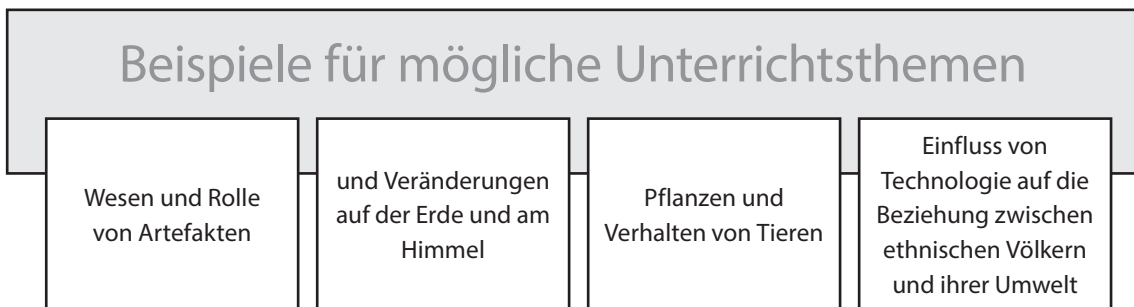 Beispiele für mögliche Unterrichtsthemen
Wesen und Rolle
von Artefakten
und Veränderungen
auf der Erde und am
Himmel
Pflanzen und
Verhalten von Tieren
Einfluss von
Technologie auf die
Beziehung zwischen
ethnischen Völkern
und ihrer Umwelt